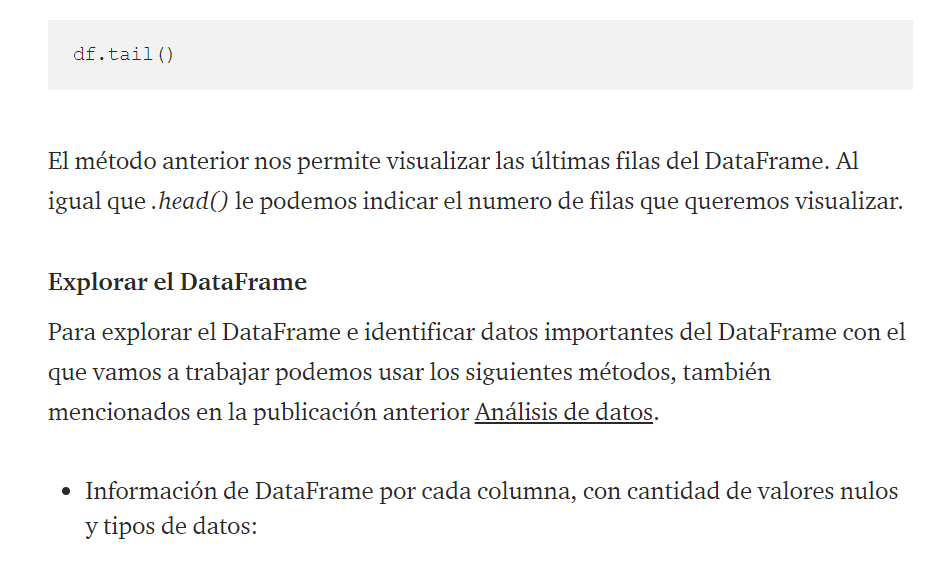 df.tail()
El método anterior nos permite visualizar las últimas filas del DataFrame. Al
igual que .head() le podemos indicar el numero de filas que queremos visualizar.
Explorar el DataFrame
Para explorar el DataFrame e identificar datos importantes del DataFrame con el
que vamos a trabajar podemos usar los siguientes métodos, también
mencionados en la publicación anterior Análisis de datos.
• Información de DataFrame por cada columna, con cantidad de valores nulos
y tipos de datos: